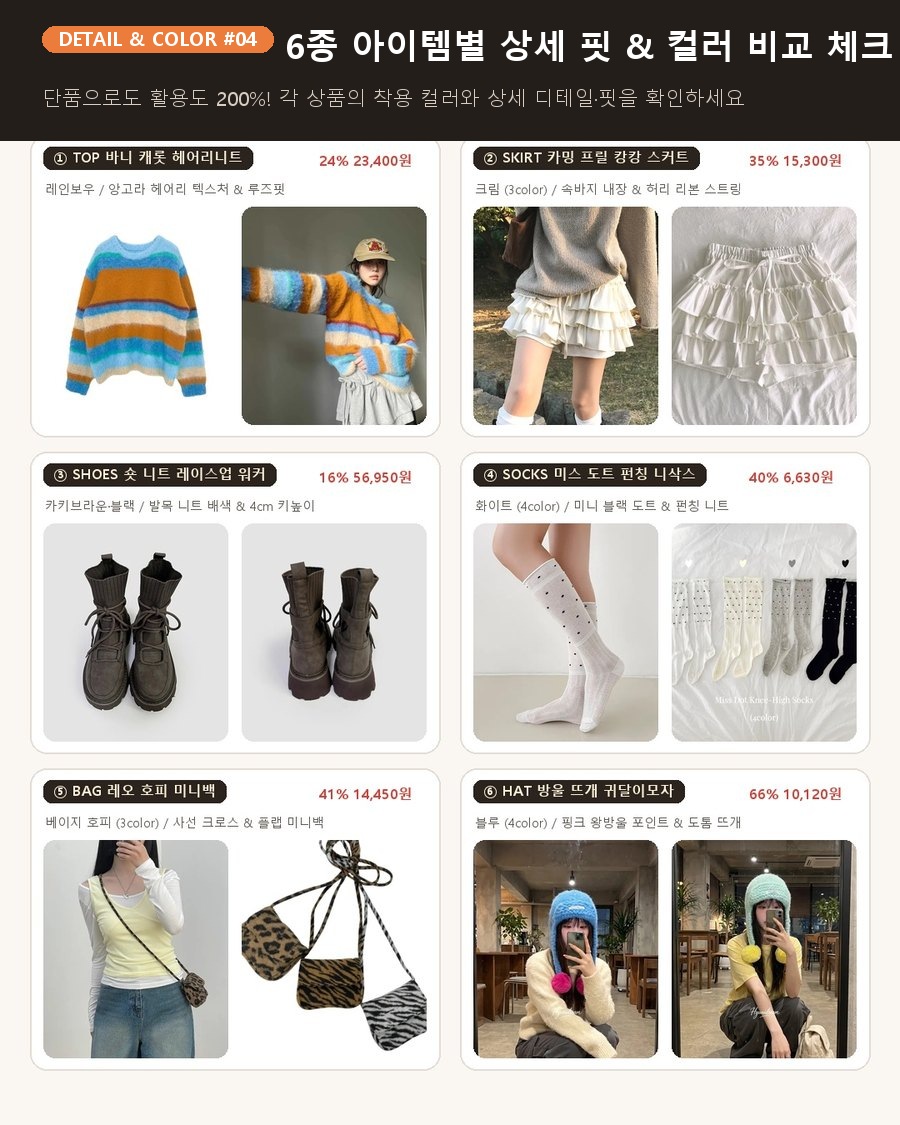 DETAIL & COLOR #04
6종 아이템별 상세 핏 & 컬러 비교 체크
단품으로도 활용도 200%! 각 상품의 착용 컬러와 상세 디테일·핏을 확인하세요
① TOP 바니 캐롯 헤어리니트
24% 23,400원
레인보우 / 앙고라 헤어리 텍스처 & 루즈핏
② SKIRT 카밍 프릴 캉캉 스커트
35% 15,300원
크림 (3color) / 속바지 내장 & 허리 리본 스트링
③ SHOES 숏 니트 레이스업 워커
16% 56,950원
카키브라운·블랙 / 발목 니트 배색 & 4cm 키높이
④ SOCKS 미스 도트 펀칭 니삭스
40% 6,630원
화이트 (4color) / 미니 블랙 도트 & 펀칭 니트
Miss Dot Knee-High Socks
(4color)
⑤ BAG 레오 호피 미니백
41% 14,450원
베이지 호피 (3color) / 사선 크로스 & 플랩 미니백
⑥ HAT 방울 뜨개 귀달이모자
66% 10,120원
블루 (4color) / 핑크 왕방울 포인트 & 도톰 뜨개